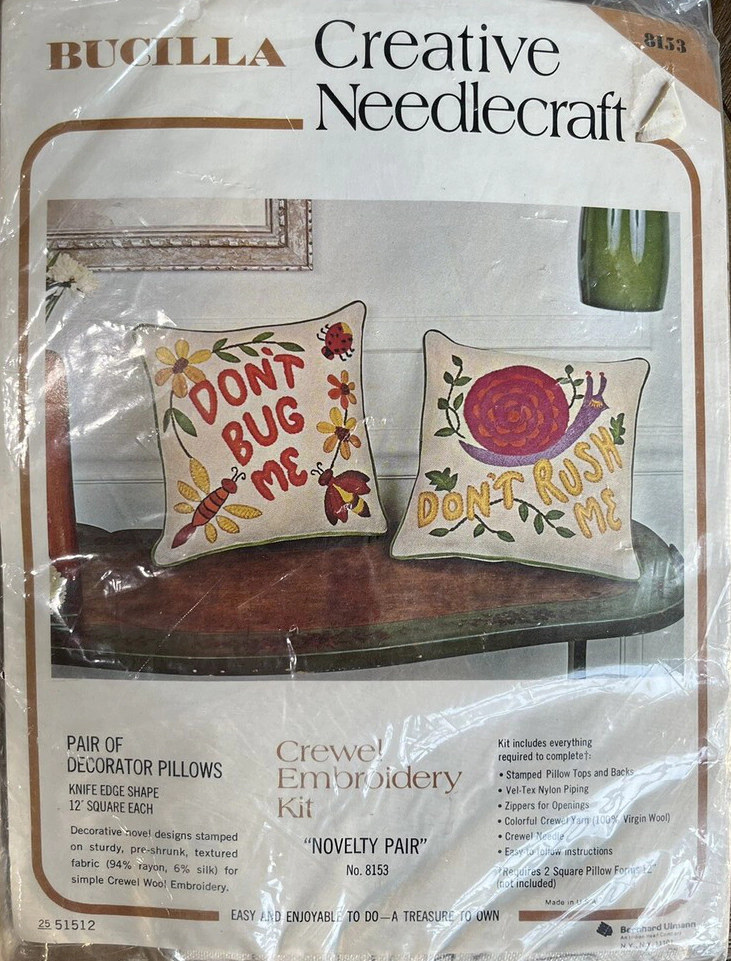 BUCILLA
Creative
Needlecraft
8153
DON'T
BUG
ME
DON'T RUSH
ME
PAIR OF
DECORATOR PILLOWS
KNIFE EDGE SHAPE
12" SQUARE EACH
Decorative novel designs stamped
on sturdy, pre-shrunk, textured
fabric (94% rayon, 6% silk) for
simple Crewel Wool Embroidery.
Crewel
Embroidery
Kit
"NOVELTY PAIR"
No. 8153
Kit includes everything
required to complete†:
• Stamped Pillow Tops and Backs
• Vel-Tex Nylon Piping
• Zippers for Openings
• Colorful Crewel Yarn (100% Virgin Wool)
• Crewel Needle
• Easy-to-follow instructions
†Requires 2 Square Pillow Forms 12"
(not included)
Made in U.S.A.
EASY AND ENJOYABLE TO DO—A TREASURE TO OWN
25 51512
Bernhard Ulmann
N.Y., N.Y.